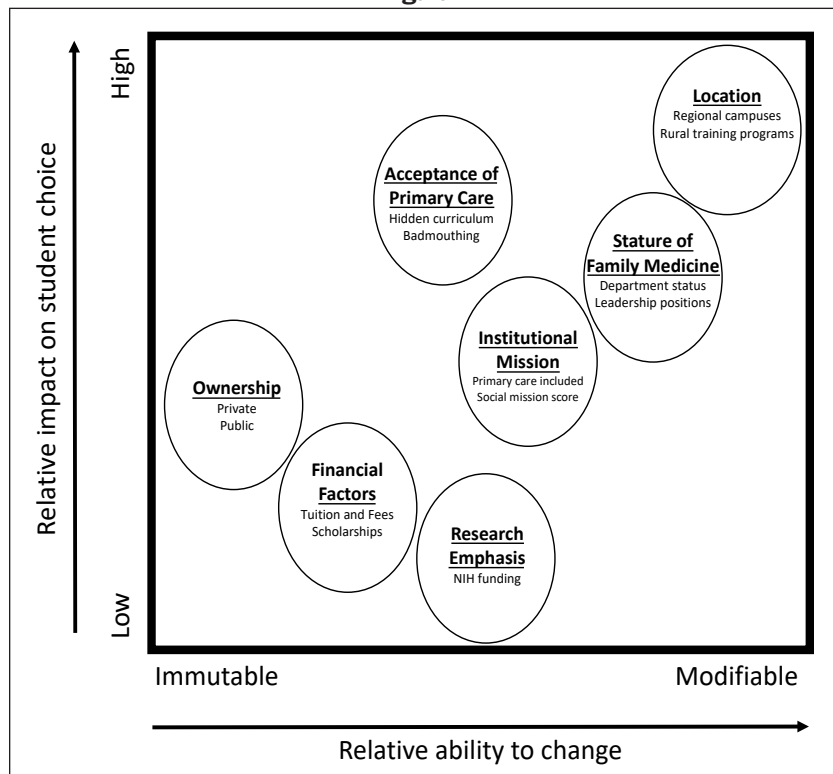 High
Location
Regional campuses
Rural training programs
Acceptance of
Primary Care
Hidden curriculum
Badmouthing
Stature of
Family Medicine
Department status
Leadership positions
Institutional
Mission
Primary care included
Social mission score
Ownership
Private
Public
Financial
Factors
Tuition and Fees
Scholarships
Research
Emphasis
NIH funding
Relative impact on student choice
Low
Immutable
Modifiable
Relative ability to change